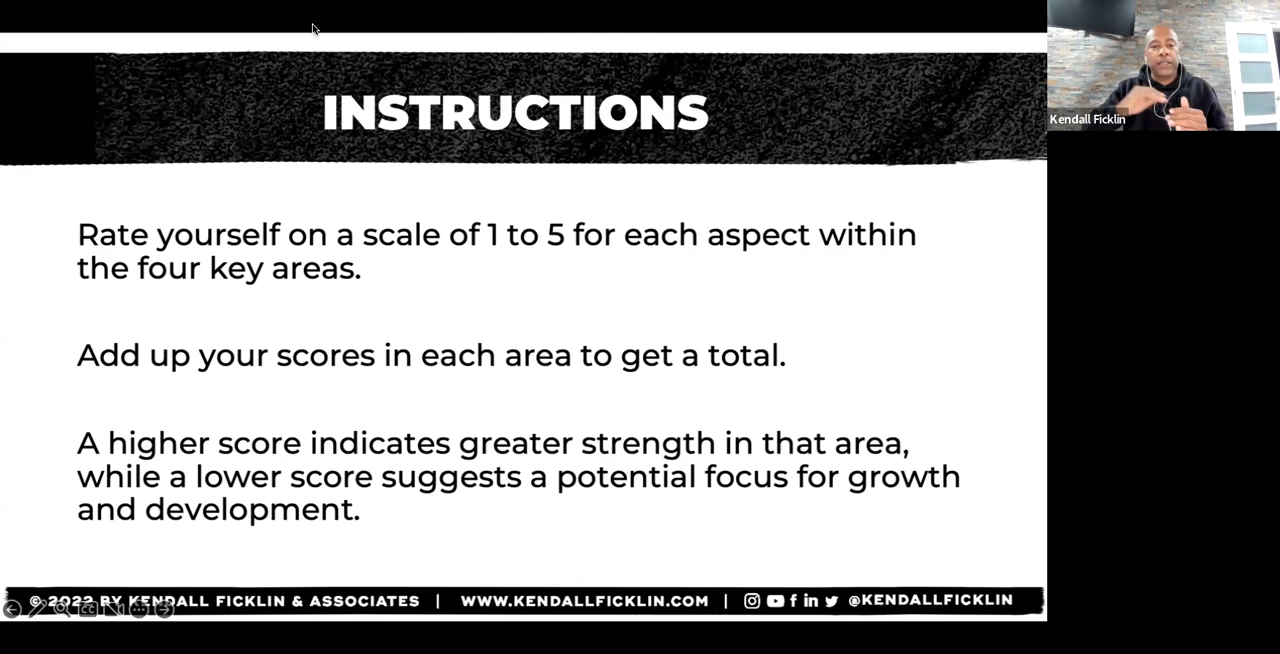 INSTRUCTIONS
Kendall Ficklin
Rate yourself on a scale of 1 to 5 for each aspect within
the four key areas.
Add up your scores in each area to get a total.
A higher score indicates greater strength in that area,
while a lower score suggests a potential focus for growth
and development.
© 2022 BY KENDALL FICKLIN & ASSOCIATES | WWW.KENDALLFICKLIN.COM | @KENDALLFICKLIN